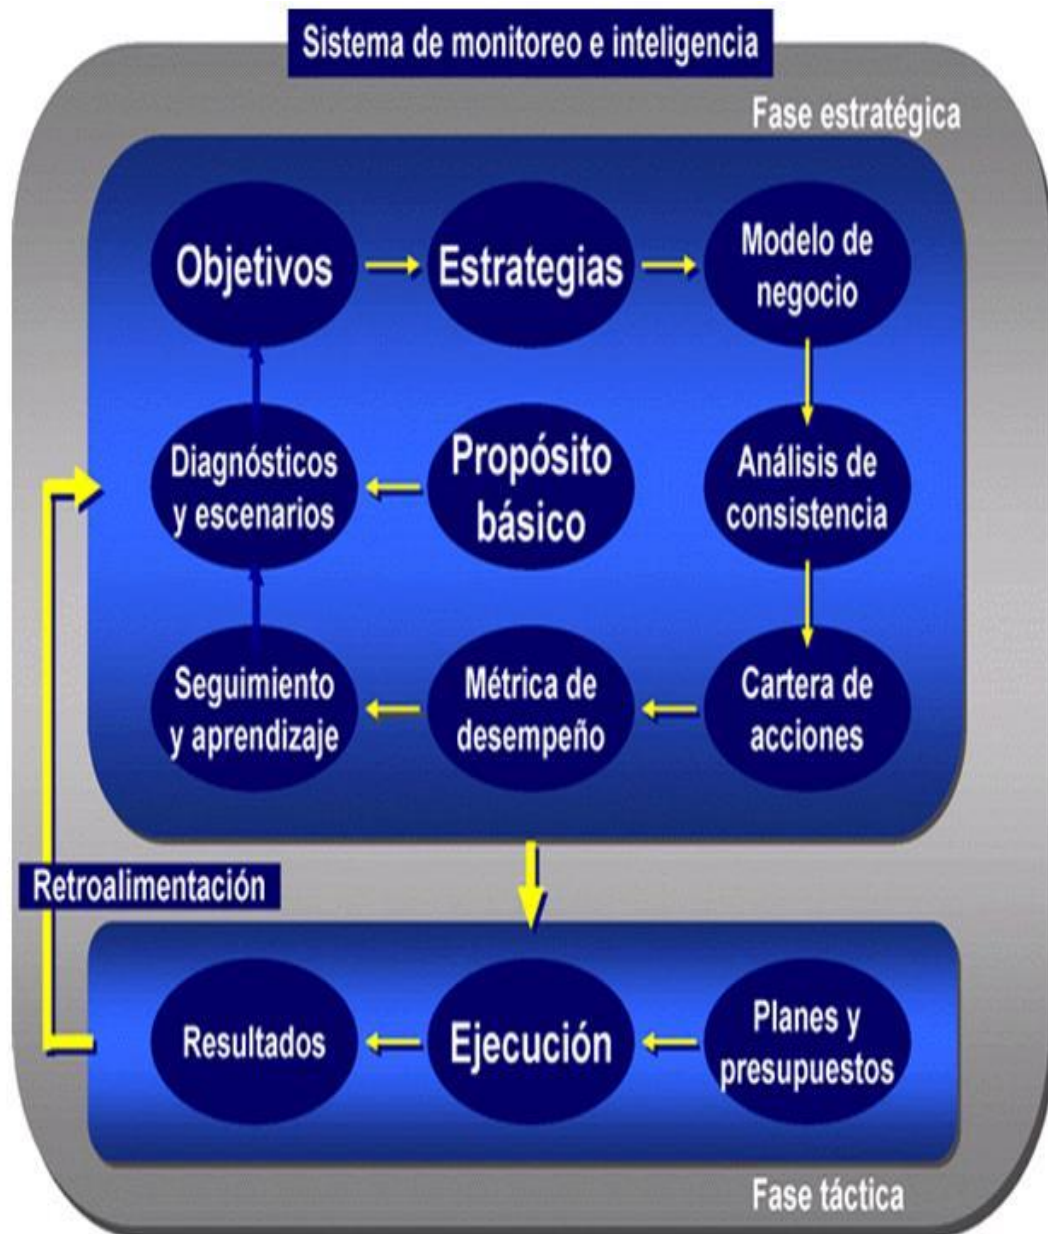 Sistema de monitoreo e inteligencia
Fase estratégica
Objetivos
Estrategias
Modelo de
negocio
Diagnósticos
y escenarios
Propósito
básico
Análisis de
consistencia
Seguimiento
y aprendizaje
Métrica de
desempeño
Cartera de
acciones
Retroalimentación
Resultados
Ejecución
Planes y
presupuestos
Fase táctica